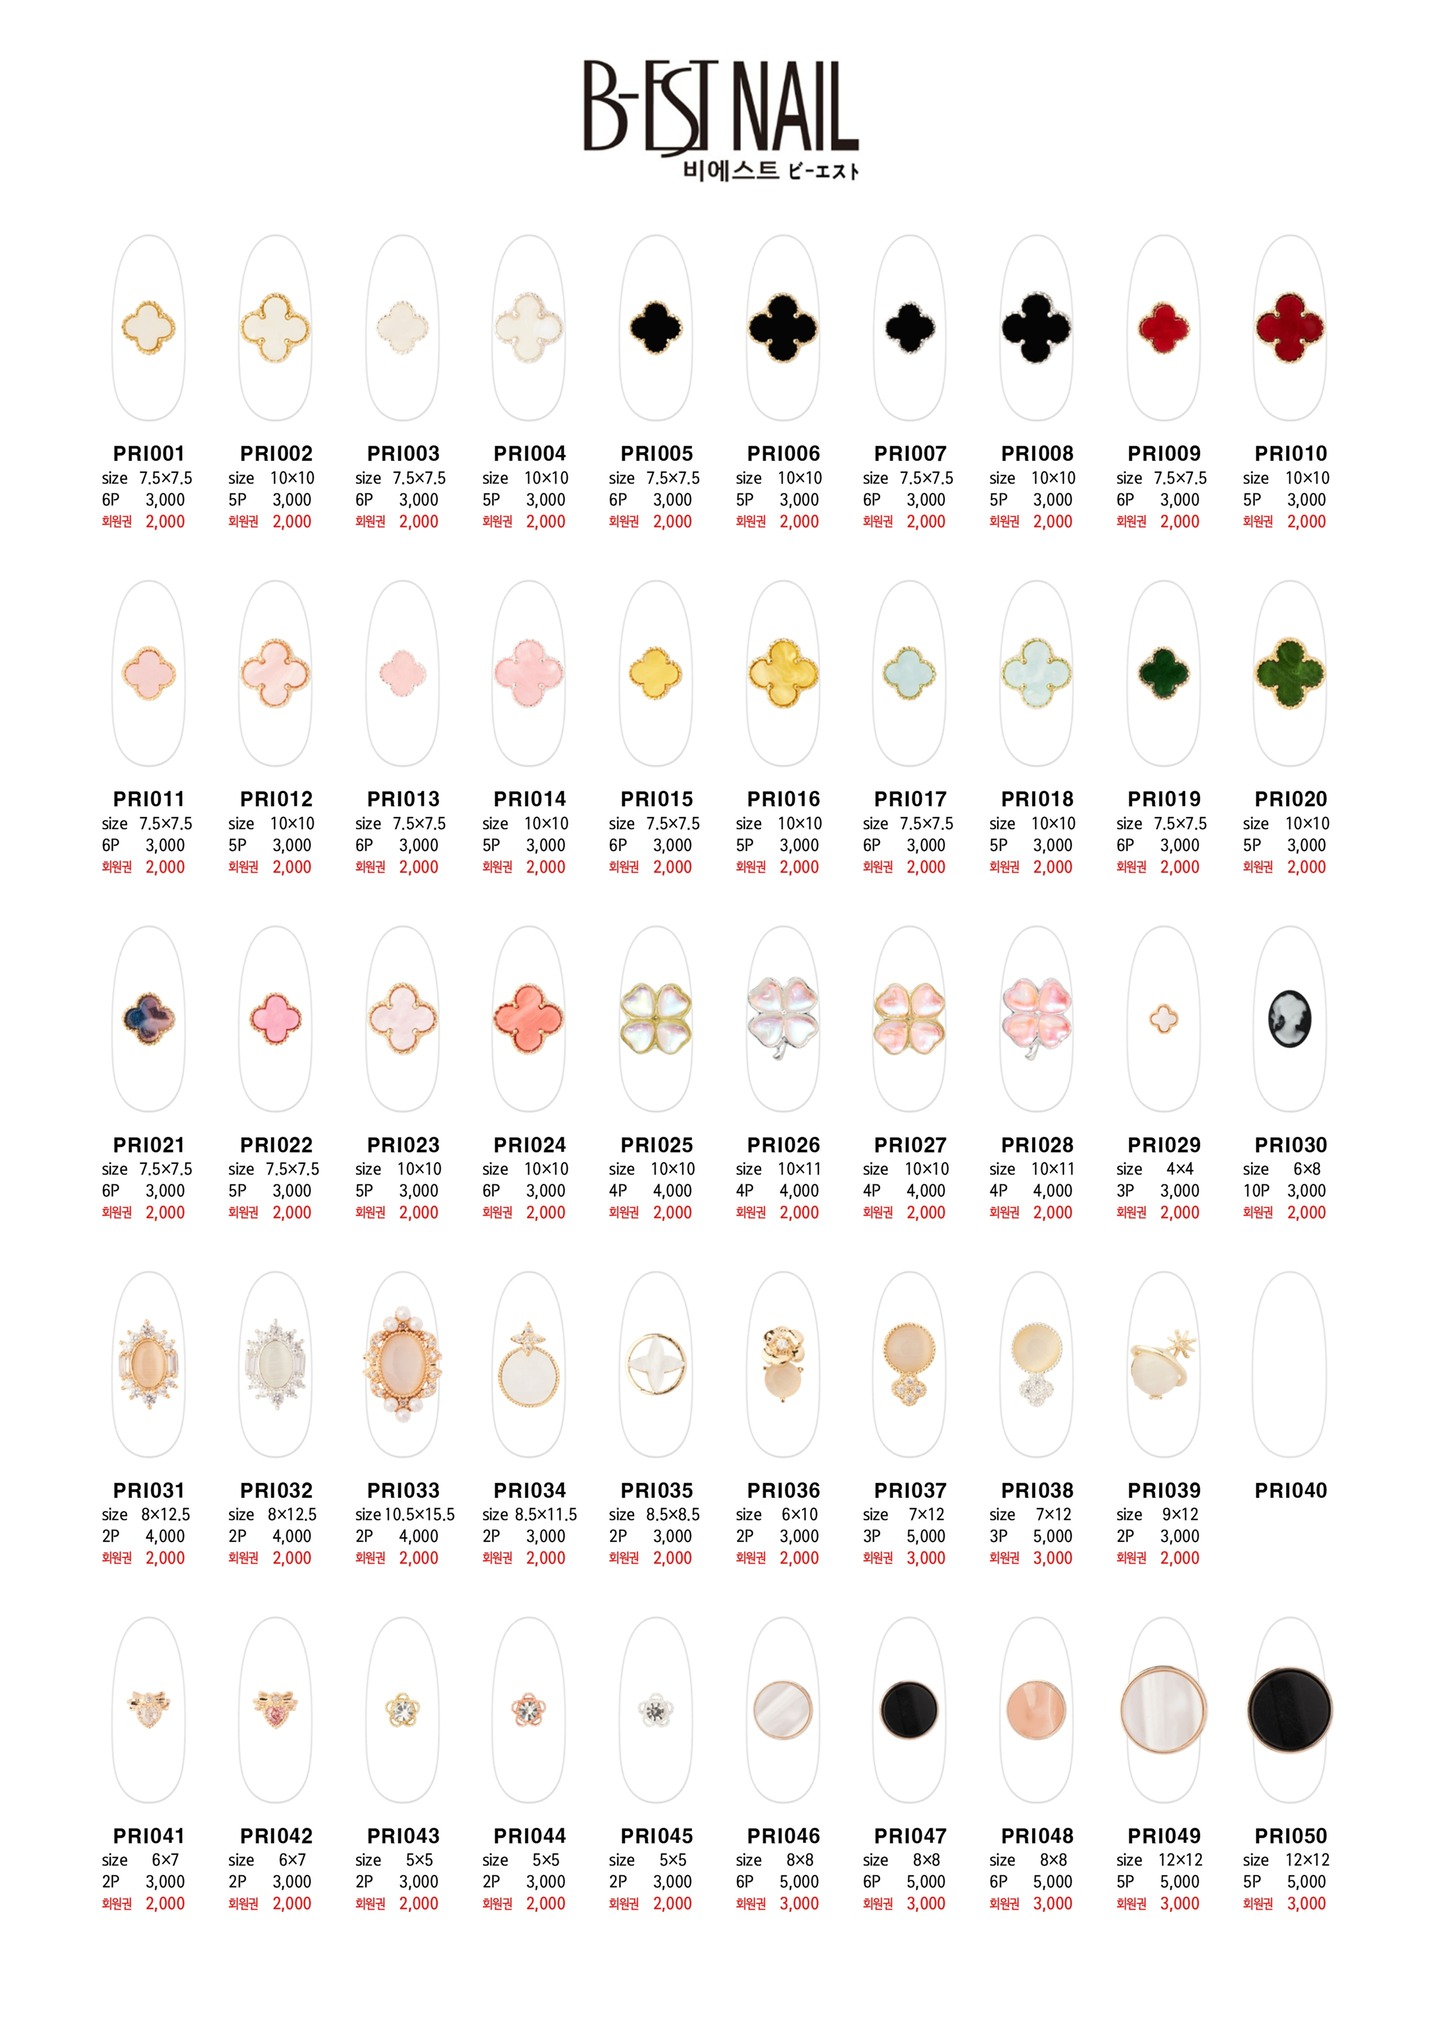 B-EST NAIL
비에스트 ビーエスト
PRI001 PRI002 PRI003 PRI004 PRI005 PRI006 PRI007 PRI008 PRI009 PRI010
size 7.5×7.5 size 10×10 size 7.5×7.5 size 10×10 size 7.5×7.5 size 10×10 size 7.5×7.5 size 10×10 size 7.5×7.5 size 10×10
6P 3,000 5P 3,000 6P 3,000 5P 3,000 6P 3,000 5P 3,000 6P 3,000 5P 3,000 6P 3,000 5P 3,000
회원권 2,000 회원권 2,000 회원권 2,000 회원권 2,000 회원권 2,000 회원권 2,000 회원권 2,000 회원권 2,000 회원권 2,000 회원권 2,000
PRI011 PRI012 PRI013 PRI014 PRI015 PRI016 PRI017 PRI018 PRI019 PRI020
size 7.5×7.5 size 10×10 size 7.5×7.5 size 10×10 size 7.5×7.5 size 10×10 size 7.5×7.5 size 10×10 size 7.5×7.5 size 10×10
6P 3,000 5P 3,000 6P 3,000 5P 3,000 6P 3,000 5P 3,000 6P 3,000 5P 3,000 6P 3,000 5P 3,000
회원권 2,000 회원권 2,000 회원권 2,000 회원권 2,000 회원권 2,000 회원권 2,000 회원권 2,000 회원권 2,000 회원권 2,000 회원권 2,000
PRI021 PRI022 PRI023 PRI024 PRI025 PRI026 PRI027 PRI028 PRI029 PRI030
size 7.5×7.5 size 7.5×7.5 size 10×10 size 10×10 size 10×10 size 10×11 size 10×10 size 10×11 size 4×4 size 6×8
6P 3,000 5P 3,000 5P 3,000 6P 3,000 4P 4,000 4P 4,000 4P 4,000 4P 4,000 3P 3,000 10P 3,000
회원권 2,000 회원권 2,000 회원권 2,000 회원권 2,000 회원권 2,000 회원권 2,000 회원권 2,000 회원권 2,000 회원권 2,000 회원권 2,000
PRI031 PRI032 PRI033 PRI034 PRI035 PRI036 PRI037 PRI038 PRI039 PRI040
size 8×12.5 size 8×12.5 size 10.5×15.5 size 8.5×11.5 size 8.5×8.5 size 6×10 size 7×12 size 7×12 size 9×12
2P 4,000 2P 4,000 2P 4,000 2P 3,000 2P 3,000 2P 3,000 3P 5,000 3P 5,000 2P 3,000
회원권 2,000 회원권 2,000 회원권 2,000 회원권 2,000 회원권 2,000 회원권 2,000 회원권 3,000 회원권 3,000 회원권 2,000
PRI041 PRI042 PRI043 PRI044 PRI045 PRI046 PRI047 PRI048 PRI049 PRI050
size 6×7 size 6×7 size 5×5 size 5×5 size 5×5 size 8×8 size 8×8 size 8×8 size 12×12 size 12×12
2P 3,000 2P 3,000 2P 3,000 2P 3,000 2P 3,000 6P 5,000 6P 5,000 6P 5,000 5P 5,000 5P 5,000
회원권 2,000 회원권 2,000 회원권 2,000 회원권 2,000 회원권 2,000 회원권 3,000 회원권 3,000 회원권 3,000 회원권 3,000 회원권 3,000